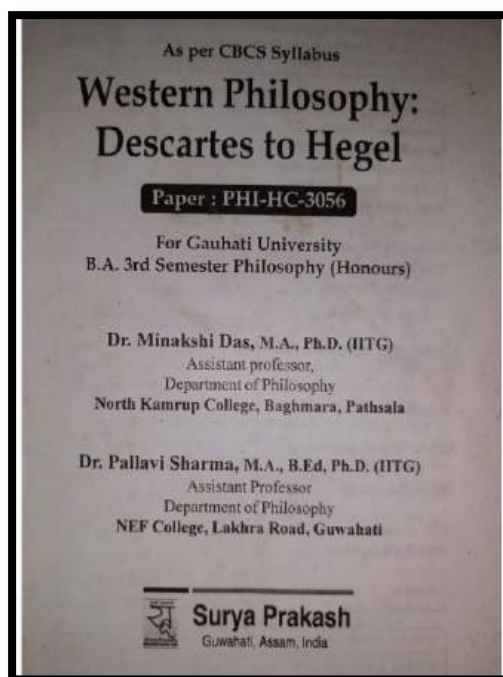 As per CBCS Syllabus
Western Philosophy:
Descartes to Hegel
Paper : PHI-HC-3056
For Gauhati University
B.A. 3rd Semester Philosophy (Honours)
Dr. Minakshi Das, M.A., Ph.D. (IITG)
Assistant professor,
Department of Philosophy
North Kamrup College, Baghmara, Pathsala
Dr. Pallavi Sharma, M.A., B.Ed, Ph.D. (IITG)
Assistant Professor
Department of Philosophy
NEF College, Lakhra Road, Guwahati
Surya Prakash
Guwahati, Assam, India